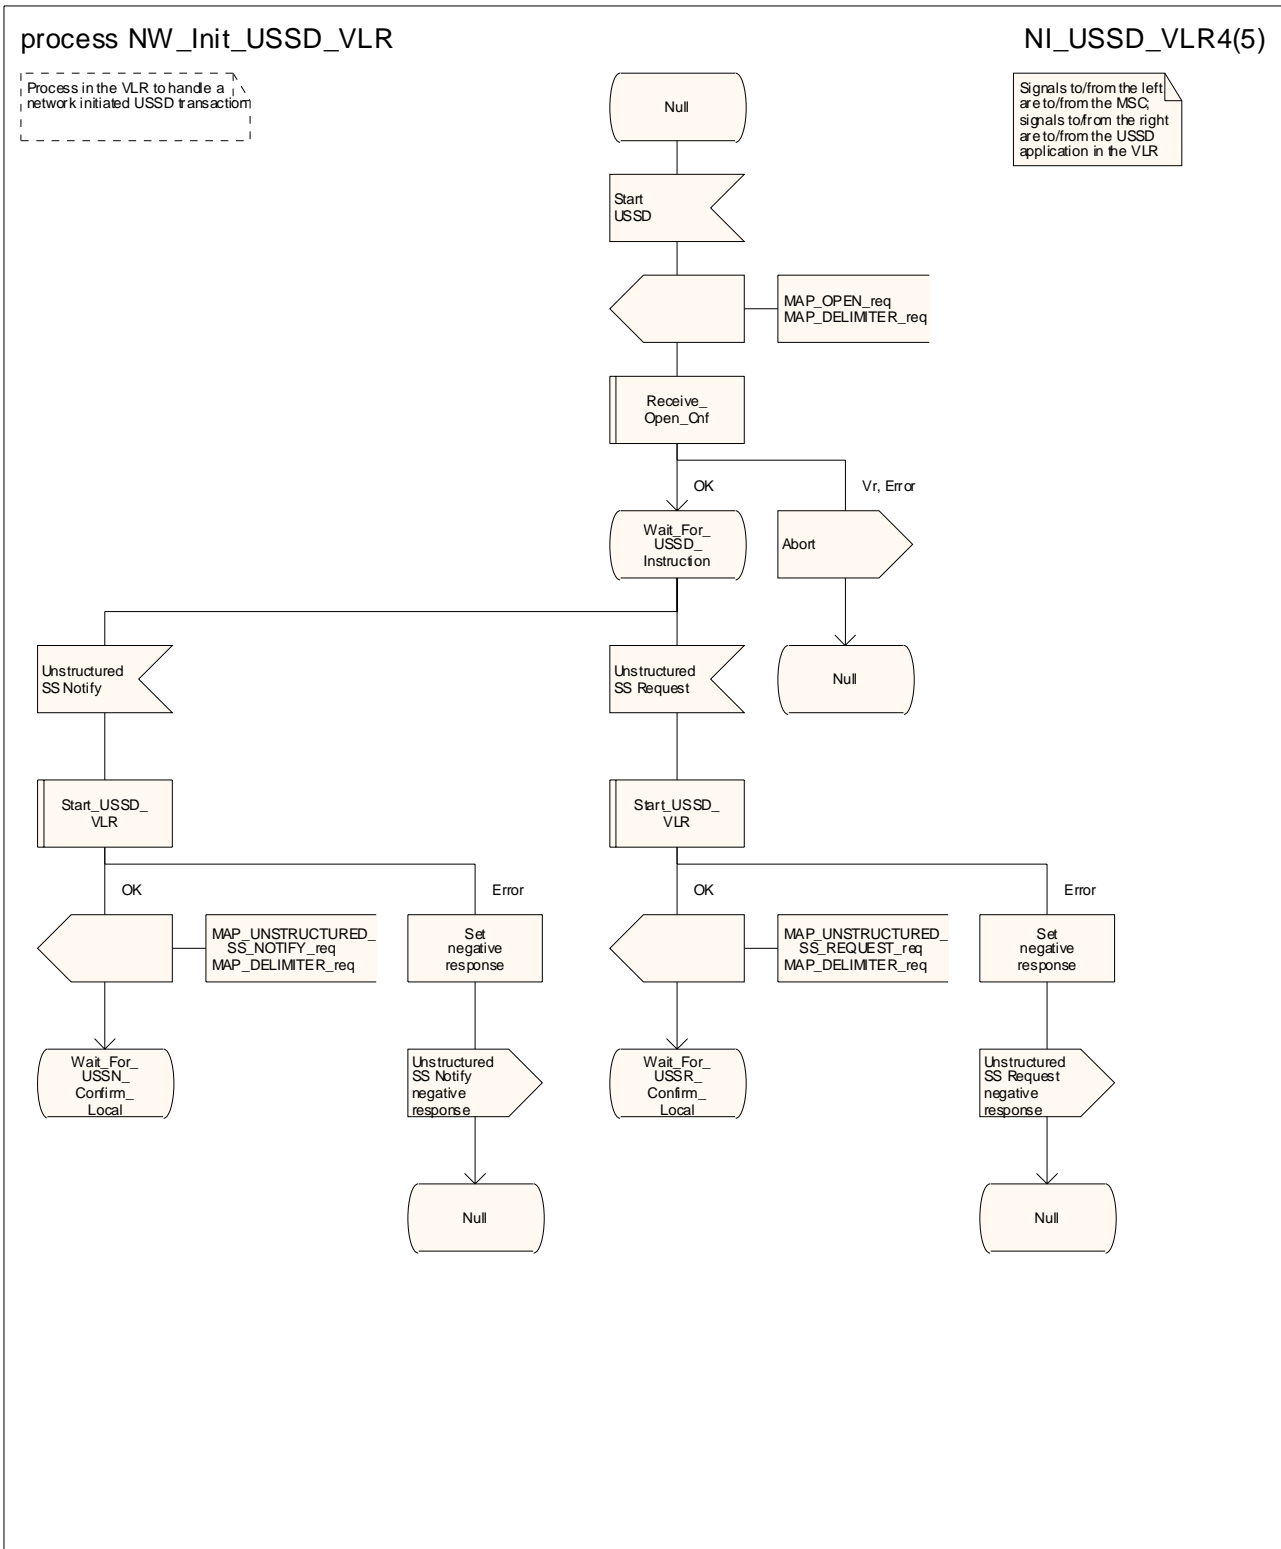 process NW_Init_USSD_VLR
NI_USSD_VLR4(5)
Process in the VLR to handle a
network initiated USSD transaction
Null
Signals to/from the left
are to/from the MSC;
signals to/from the right
are to/from the USSD
application in the VLR
Start
USSD
MAP_OPEN_req
MAP_DELIMITER_req
Receive_
Open_Cnf
OK
Vr, Error
Wait_For_
USSD_
Instruction
Abort
Unstructured
SS Notify
Unstructured
SS Request
Null
Start_USSD_
VLR
Start_USSD_
VLR
OK
Error
OK
Error
MAP_UNSTRUCTURED_
SS_NOTIFY_req
MAP_DELIMITER_req
Set
negative
response
MAP_UNSTRUCTURED_
SS_REQUEST_req
MAP_DELIMITER_req
Set
negative
response
Wait_For_
USSN_
Confirm_
Local
Unstructured
SS Notify
negative
response
Wait_For_
USSR_
Confirm_
Local
Unstructured
SS Request
negative
response
Null
Null